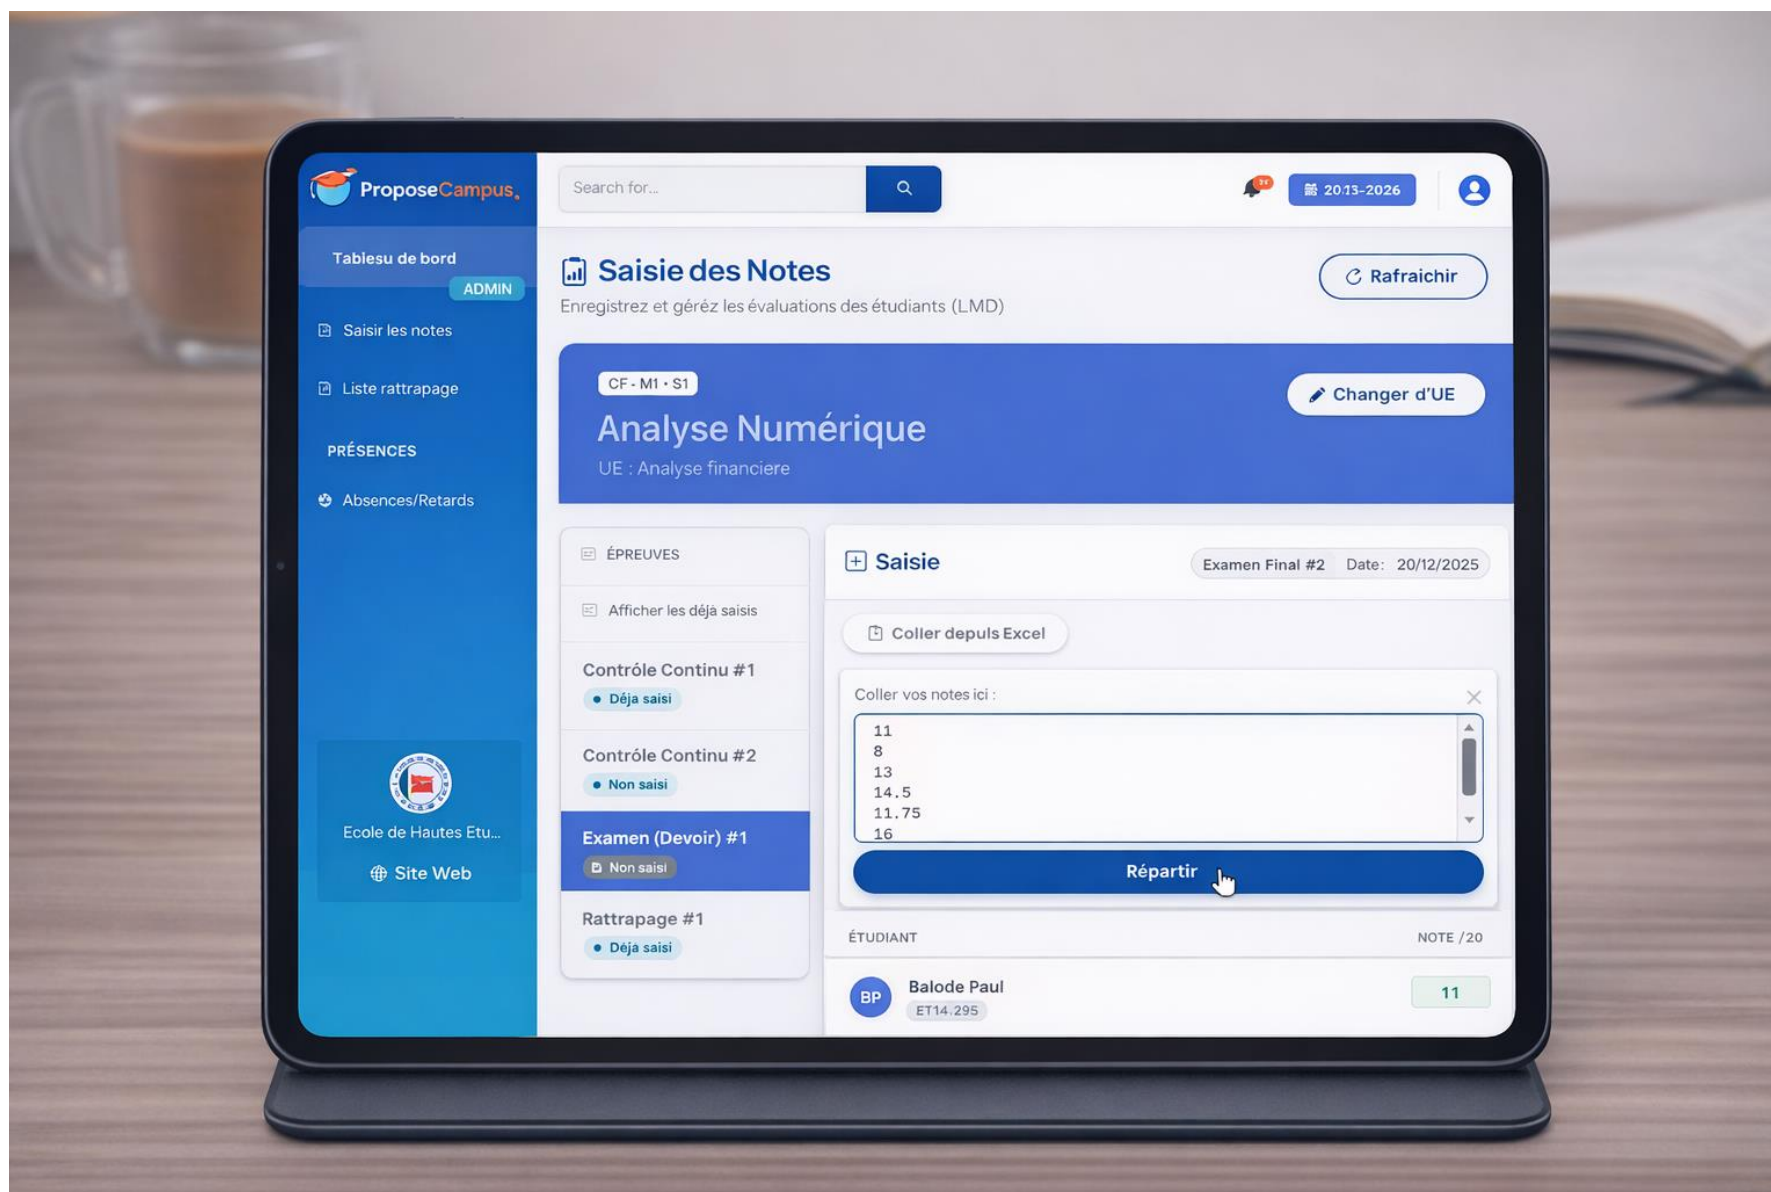 ProposeCampus.
Search for...
20:13-2026
Tablesu de bord
ADMIN
Saisir les notes
Liste rattrapage
PRÉSENCES
Absences/Retards
Ecole de Hautes Etu...
Site Web
Saisie des Notes
Enregistrez et géréz les évaluations des étudiants (LMD)
Rafraichir
CF - M1 • S1
Analyse Numérique
UE : Analyse financiere
Changer d'UE
ÉPREUVES
Afficher les déjà saisis
Contróle Continu #1
Déja saisi
Contróle Continu #2
Non saisi
Examen (Devoir) #1
Non saisi
Rattrapage #1
Déja saisi
Saisie
Examen Final #2 Date: 20/12/2025
Coller depuls Excel
Coller vos notes ici :
11
8
13
14.5
11.75
16
Répartir
ÉTUDIANT NOTE /20
BP Balode Paul 11
ET14.295